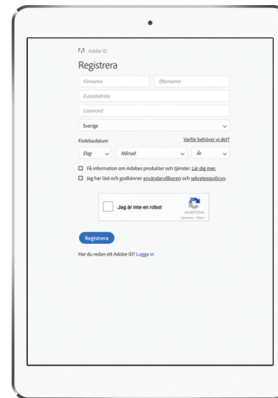 Adobe ID
Registrera
Förnamn Efternamn
E-postadress
Lösenord
Sverige
Födelsedatum Varför behöver vi det?
Dag Månad År
Få information om Adobes produkter och tjänster. Lär dig mer.
Jag har läst och godkänner användarvillkoren och sekretesspolicyn.
Jag är inte en robot
reCAPTCHA
Registrera
Har du redan ett Adobe ID? Logga in